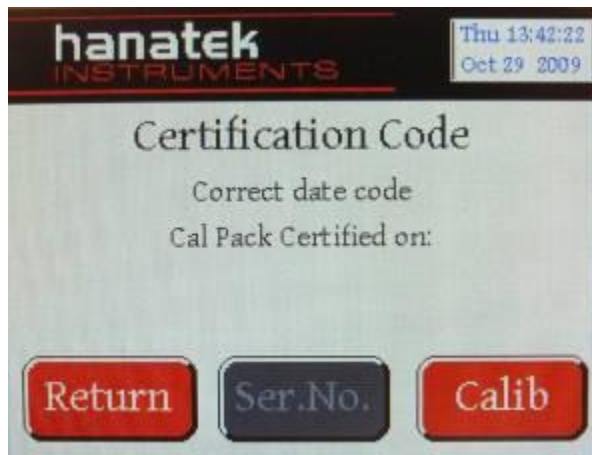 hanatek
INSTRUMENTS
Thu 13:42:22
Oct 29 2009
Certification Code
Correct date code
Cal Pack Certified on:
Return
Ser.No.
Calib